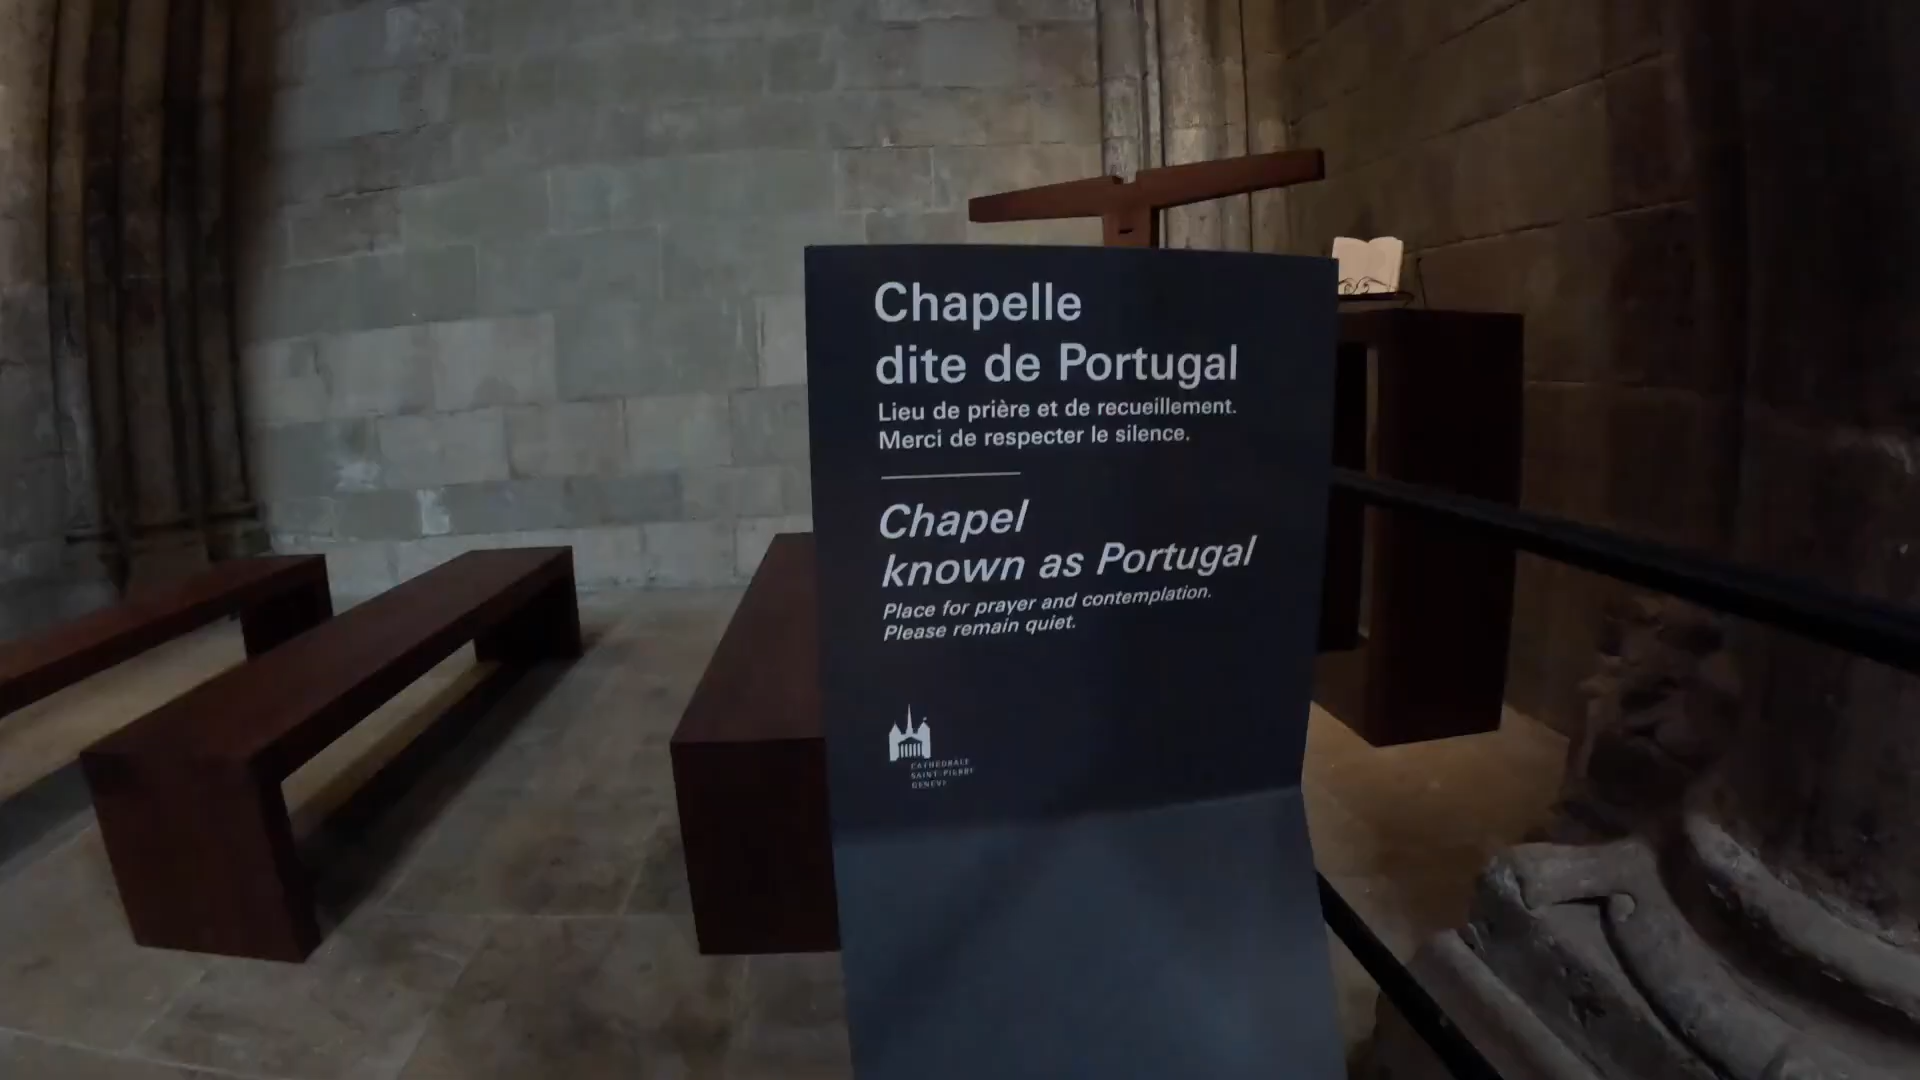 Chapelle
dite de Portugal
Lieu de prière et de recueillement.
Merci de respecter le silence.
Chapel
known as Portugal
Place for prayer and contemplation.
Please remain quiet.
CATHÉDRALE
SAINT-PIERRE
GENÈVE